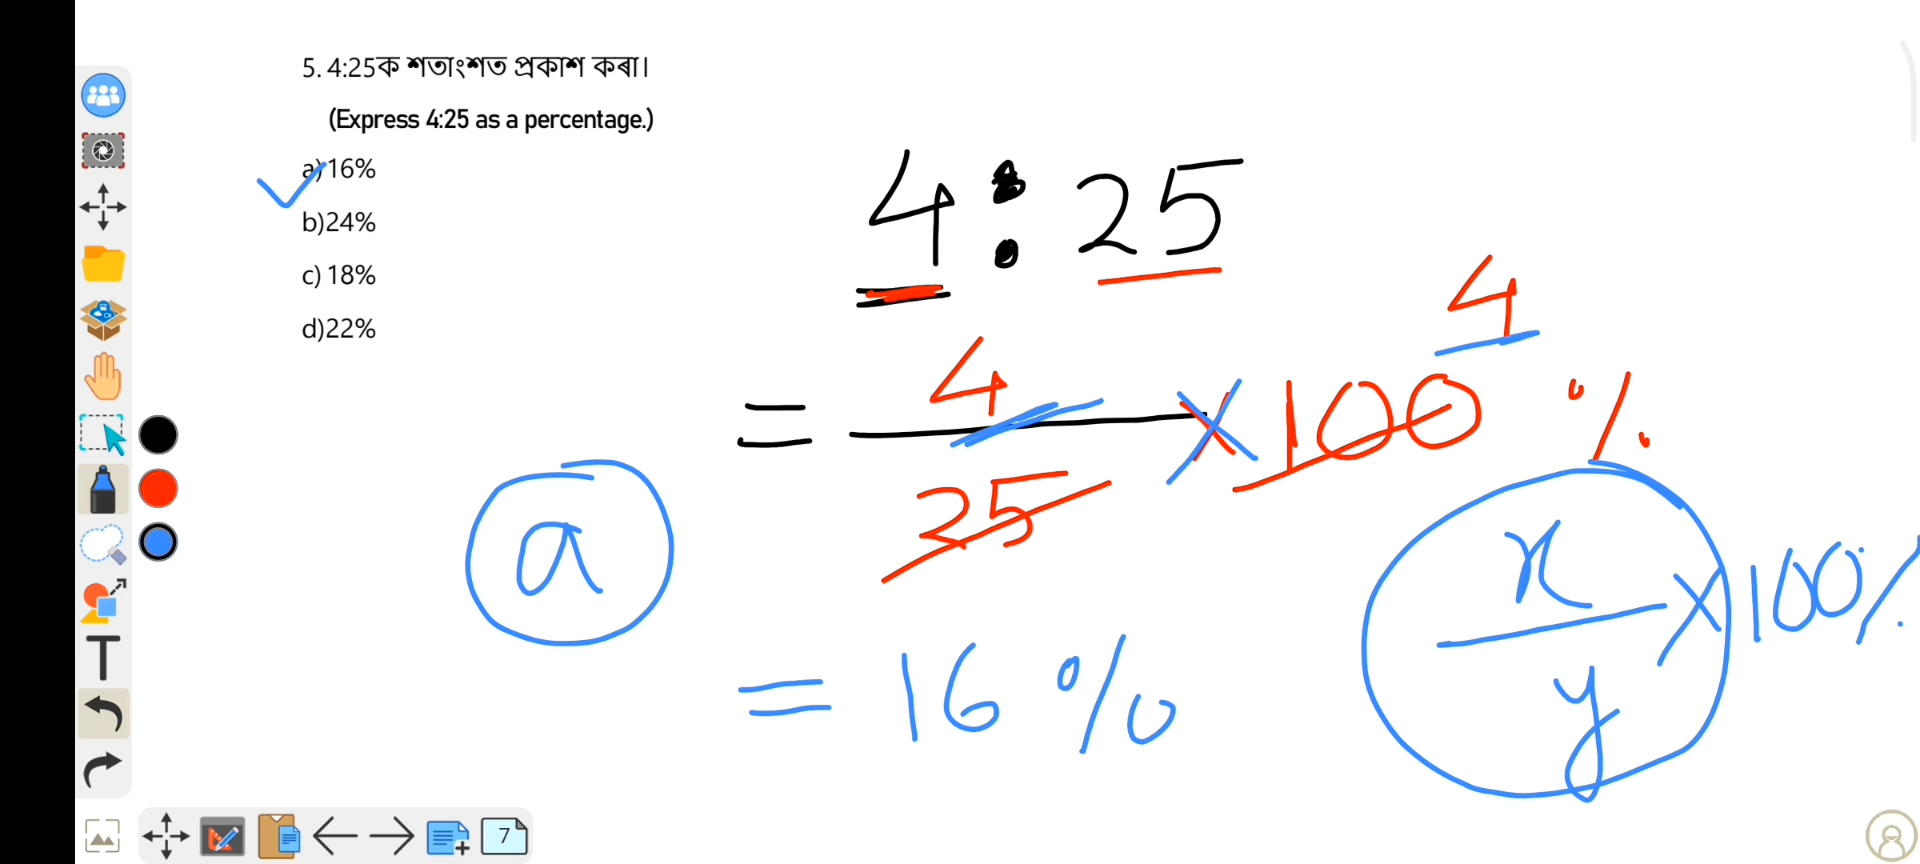 5. 4:25ক শতাংশত প্ৰকাশ কৰা।
(Express 4:25 as a percentage.)
a)16%
b)24%
c) 18%
d)22%
4 : 25
4
= 4/25 × 100 %
a
x/y × 100%
= 16 %
T
7